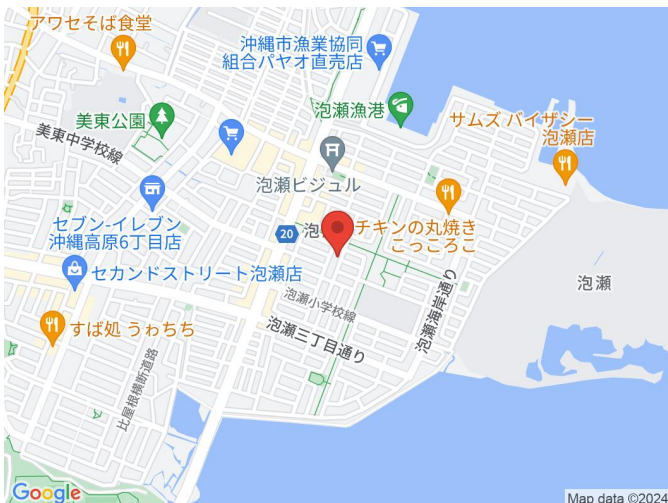 アワセそば食堂
沖縄市漁業協同
組合パヤオ直売店
美東公園
泡瀬漁港
サムズ バイザシー
泡瀬店
美東中学校線
泡瀬ビジュル
セブン-イレブン
沖縄高原6丁目店
20
泡
チキンの丸焼き
こっころこ
セカンドストリート泡瀬店
泡瀬
泡瀬小学校線
泡瀬海岸通り
すば処 うゎちち
泡瀬三丁目通り
比屋根横断道路
Google
Map data ©2024